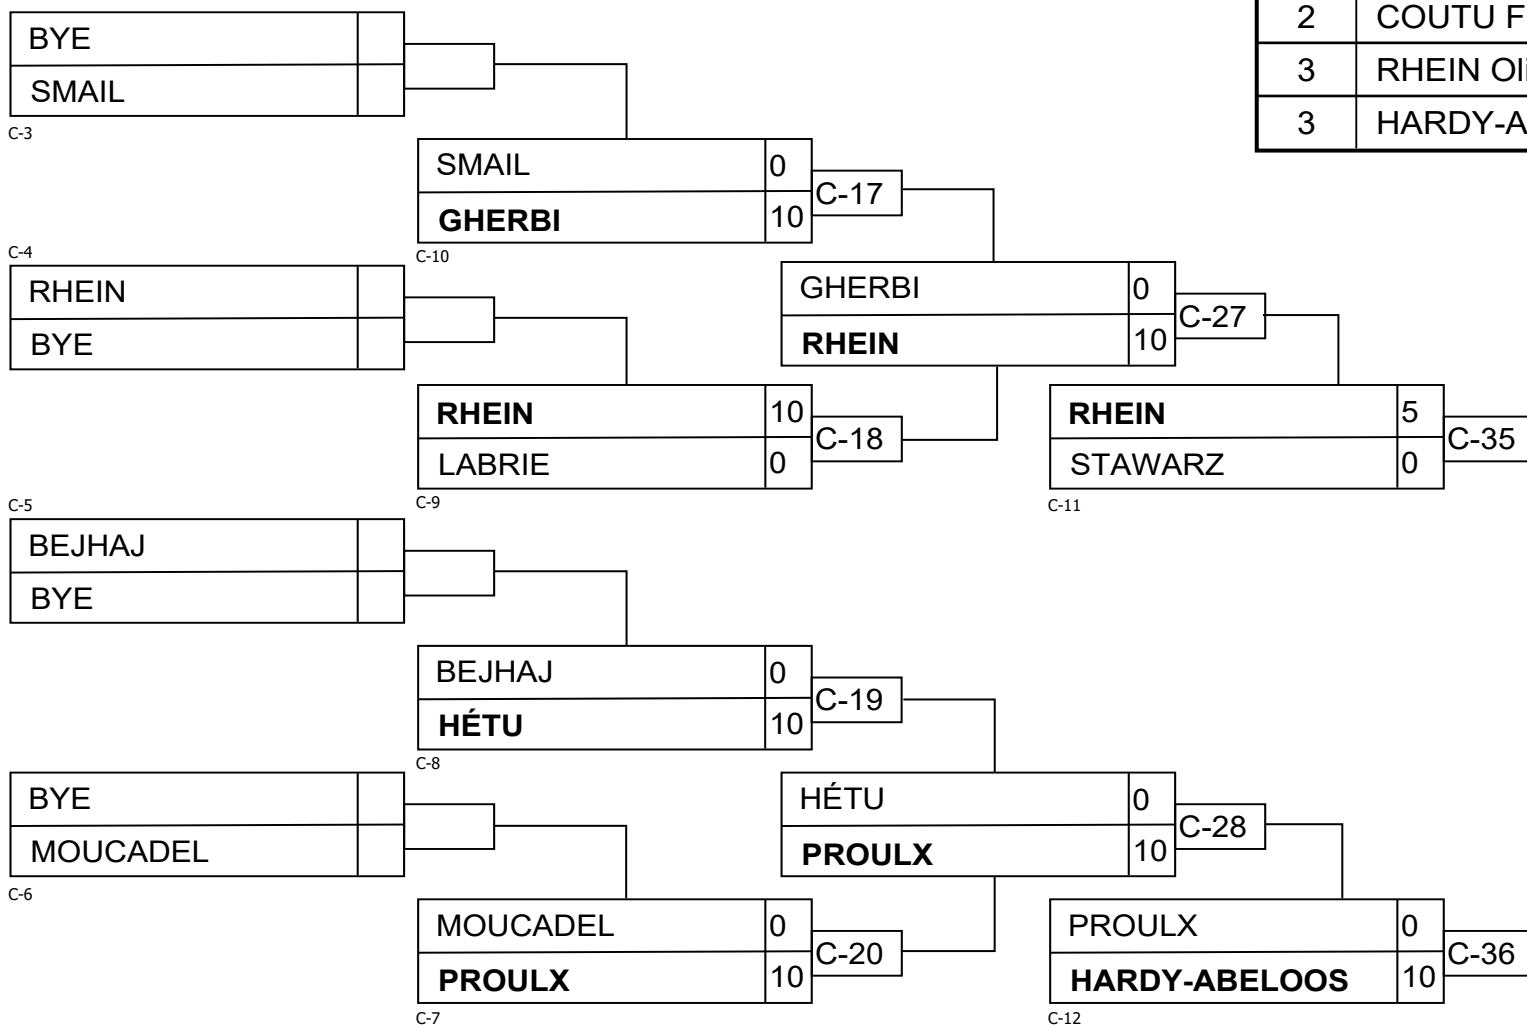 BYE
SMAIL
C-3
2 COUTU F
3 RHEIN Oli
3 HARDY-A
SMAIL 0
GHERBI 10
C-17
C-10
C-4
RHEIN
BYE
GHERBI 0
RHEIN 10
C-27
RHEIN 10
LABRIE 0
C-18
C-9
RHEIN 5
STAWARZ 0
C-35
C-11
C-5
BEJHAJ
BYE
BEJHAJ 0
HÉTU 10
C-19
C-8
BYE
MOUCADEL
C-6
HÉTU 0
PROULX 10
C-28
MOUCADEL 0
PROULX 10
C-20
C-7
PROULX 0
HARDY-ABELOOS 10
C-36
C-12